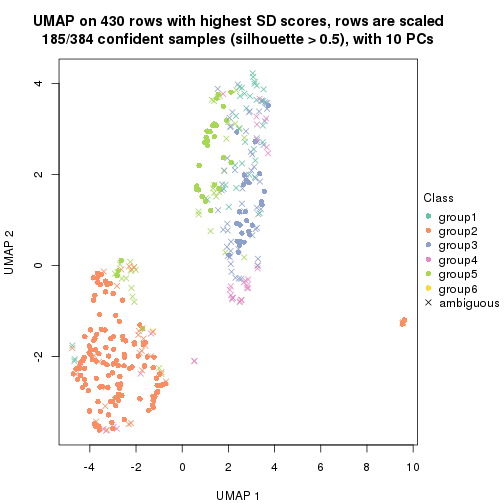 UMAP on 430 rows with highest SD scores, rows are scaled
185/384 confident samples (silhouette > 0.5), with 10 PCs
4
2
0
-2
UMAP 2
-4
-2
0
2
4
6
8
10
UMAP 1
Class
group1
group2
group3
group4
group5
group6
ambiguous